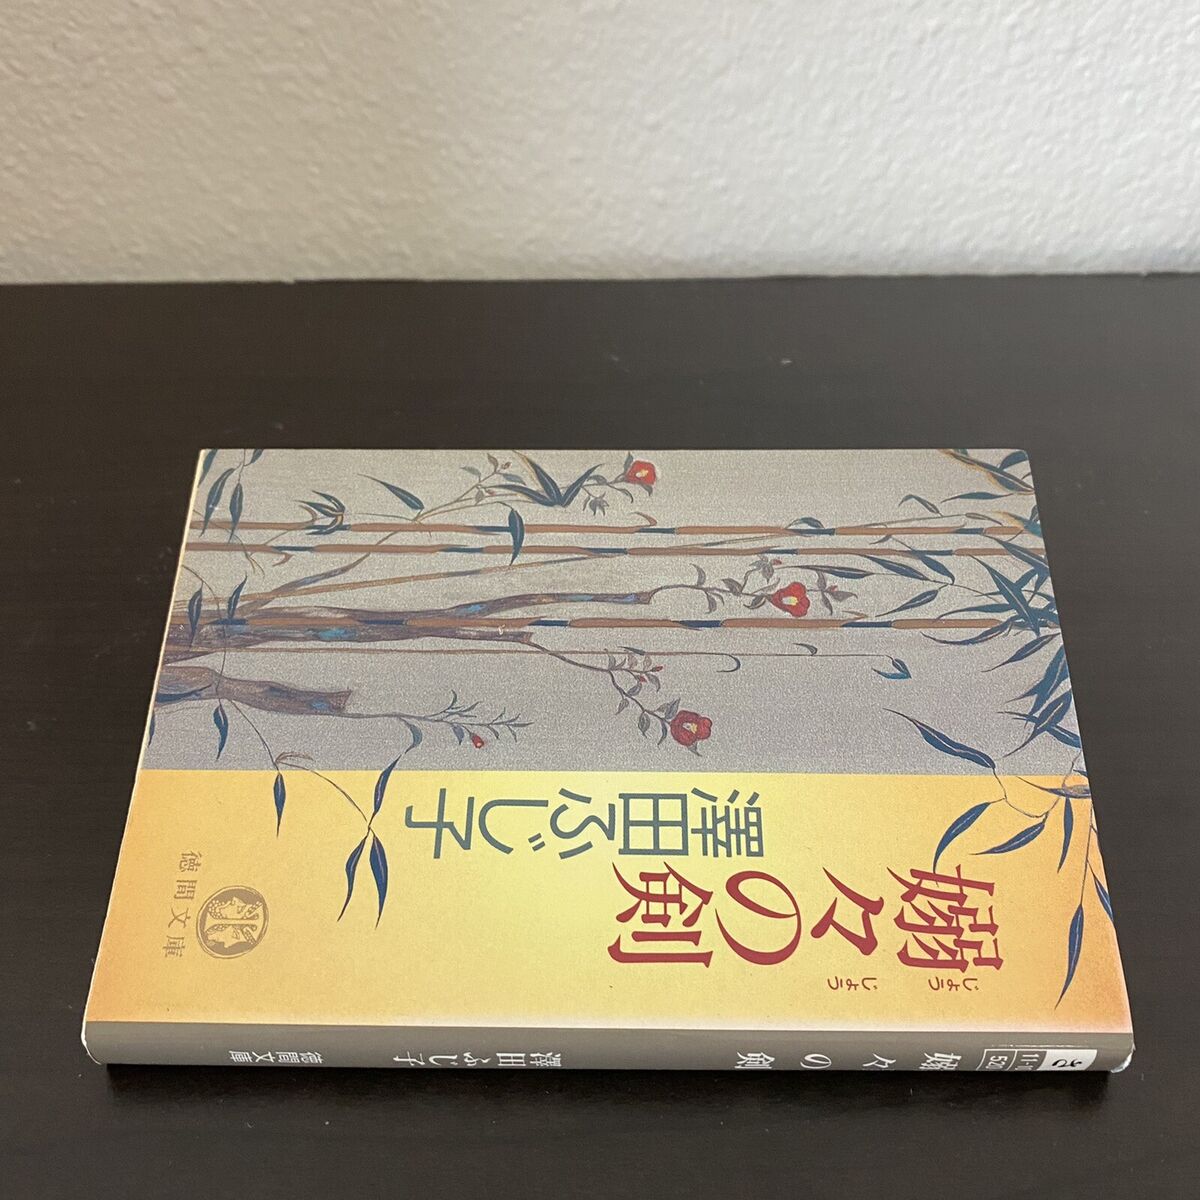 嫋々の剣
じょう じょう
澤田ふじ子
徳間文庫
さ
嫋々の剣
澤田ふじ子
徳間文庫